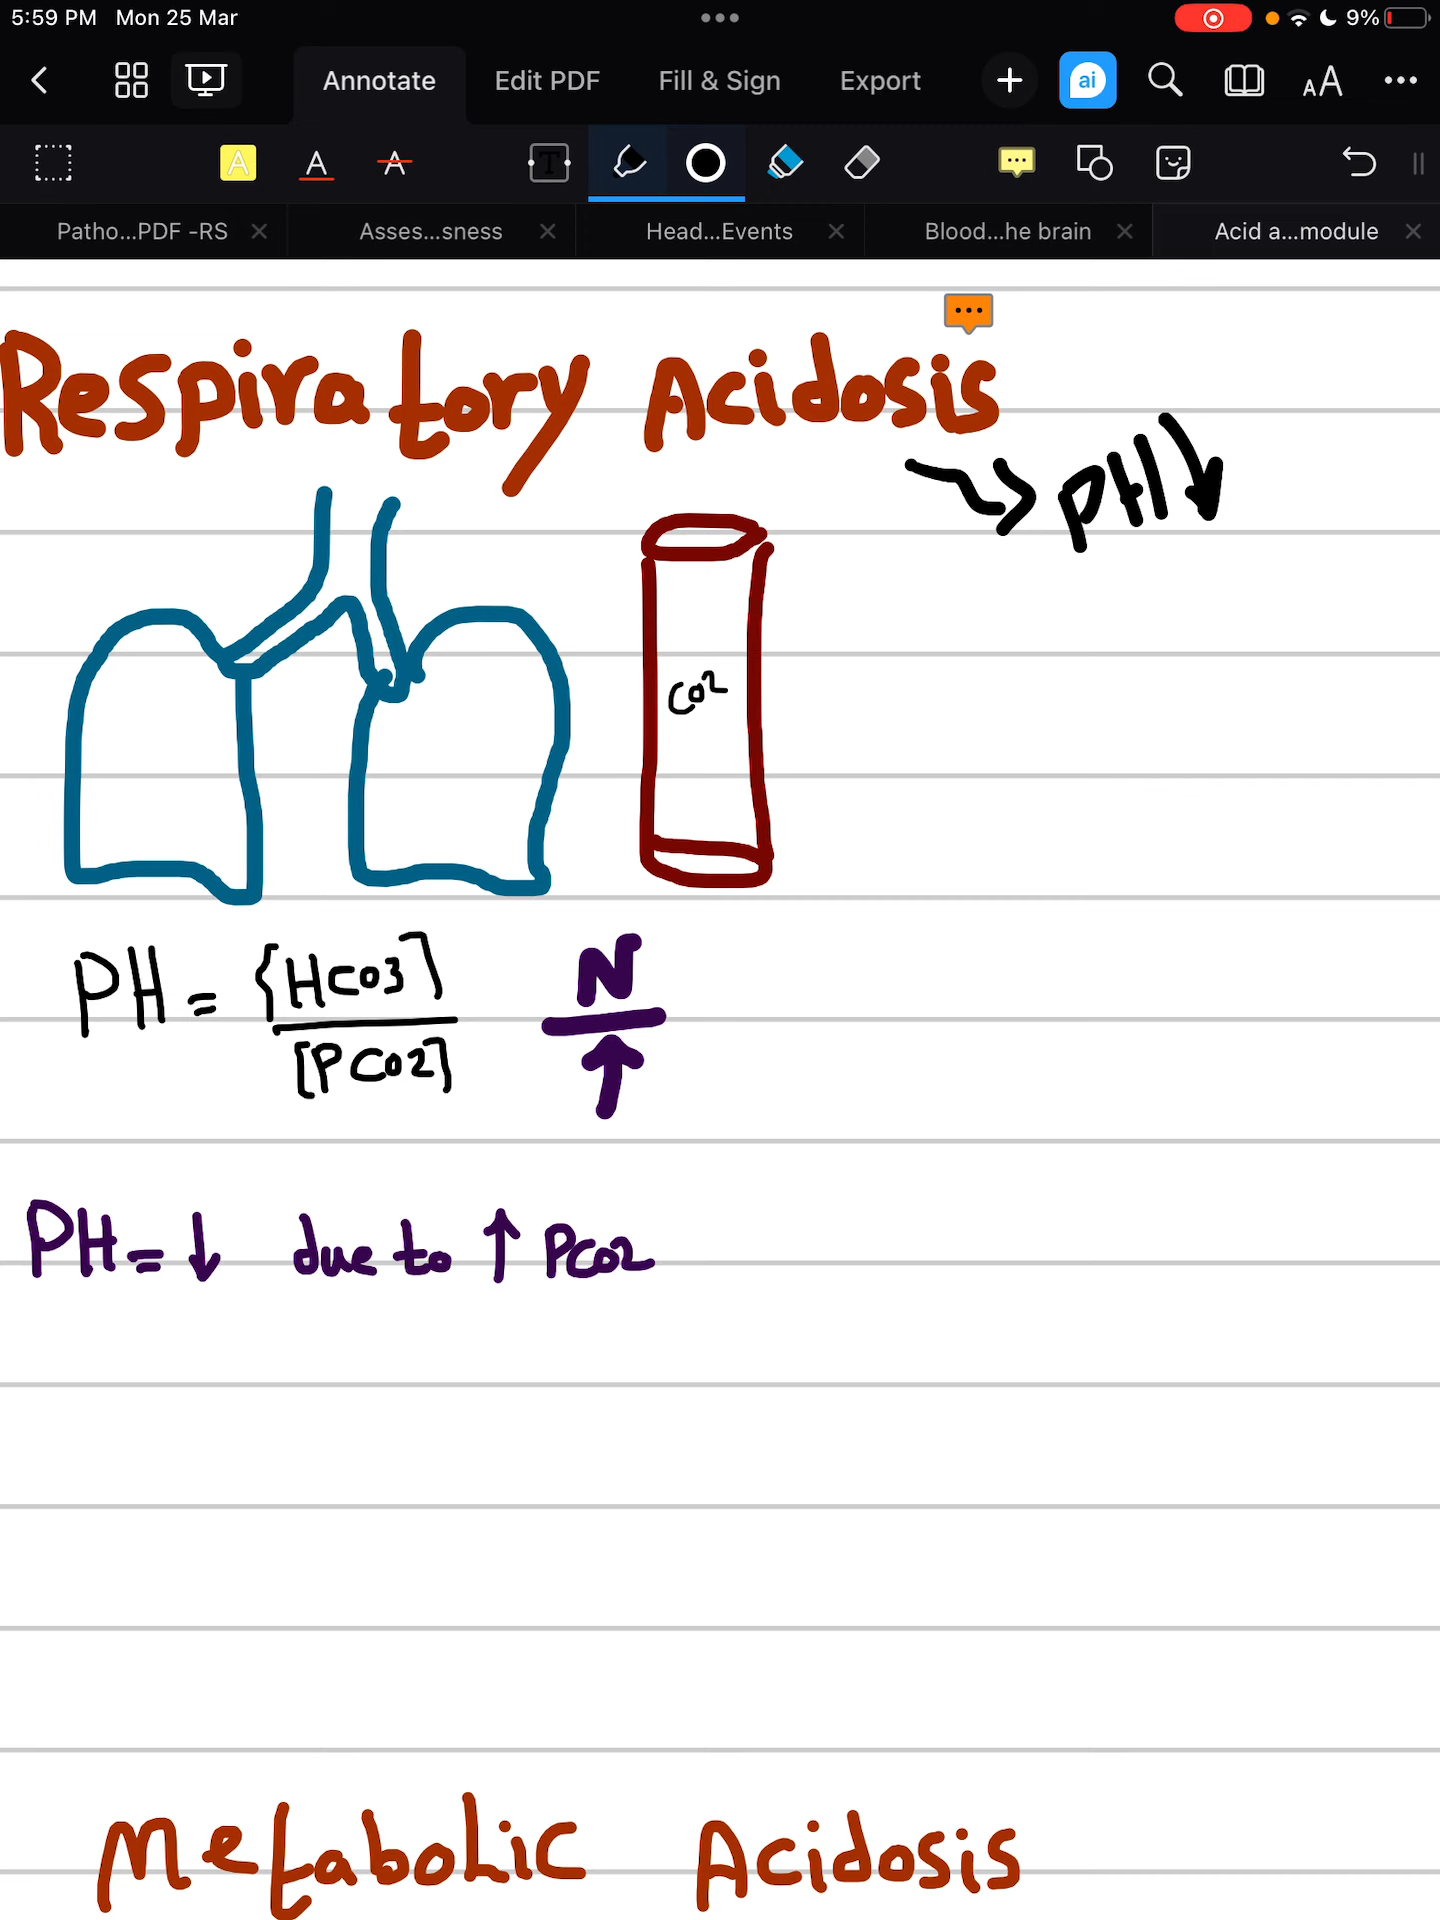 5:59 PM Mon 25 Mar
9%
Annotate Edit PDF Fill & Sign Export ai AA
A A A T
Patho...PDF -RS Asses...sness Head...Events Blood...he brain Acid a...module
Respiratory Acidosis
→ PH↓
CO2
PH = {HCO3] N
[PCO2] ↑
PH = ↓ due to ↑ PCO2
Metabolic Acidosis